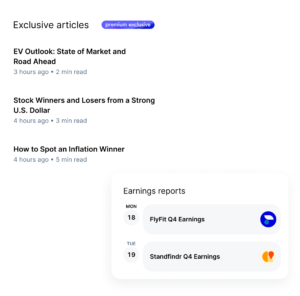 Exclusive articles premium exclusive
EV Outlook: State of Market and
Road Ahead
3 hours ago • 2 min read
Stock Winners and Losers from a Strong
U.S. Dollar
4 hours ago • 3 min read
How to Spot an Inflation Winner
4 hours ago • 5 min read
Earnings reports
MON
18
FlyFit Q4 Earnings
TUE
19
Standfindr Q4 Earnings